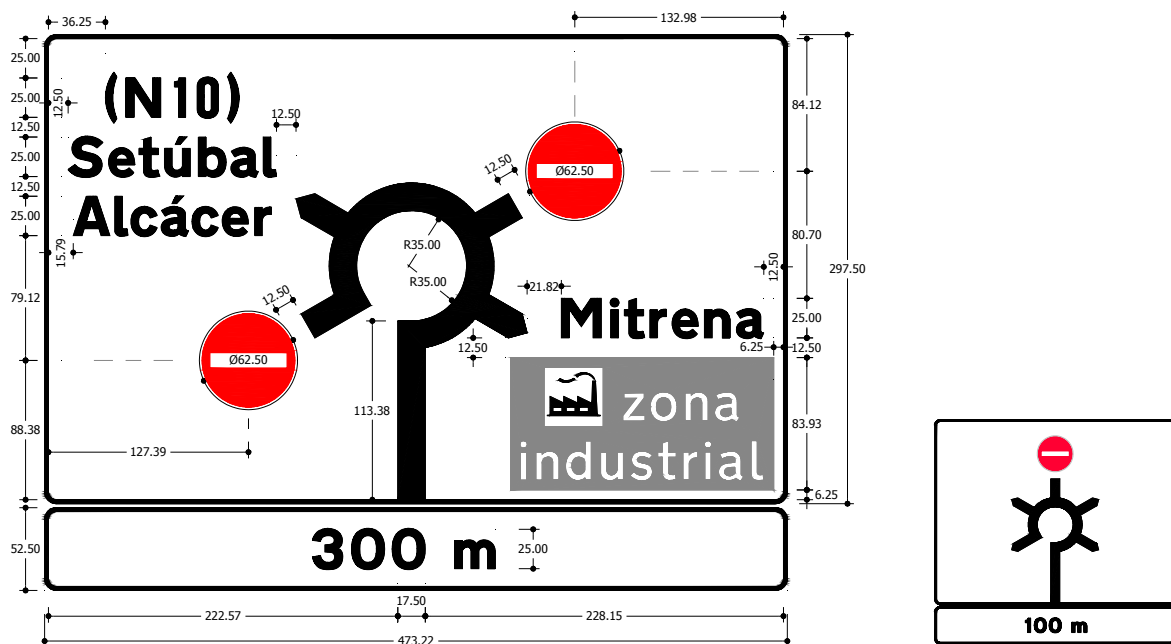 36.25
132.98
25.00
25.00
12.50
25.00
12.50
25.00
79.12
88.38
52.50
12.50
15.79
(N10)
Setúbal
Alcácer
12.50
12.50
Ø62.50
R35.00
R35.00
12.50
Ø62.50
21.82
Mitrena
12.50
113.38
127.39
zona
industrial
84.12
80.70
12.50
297.50
25.00
6.25
12.50
83.93
6.25
300 m
25.00
17.50
222.57
228.15
473.22
100 m